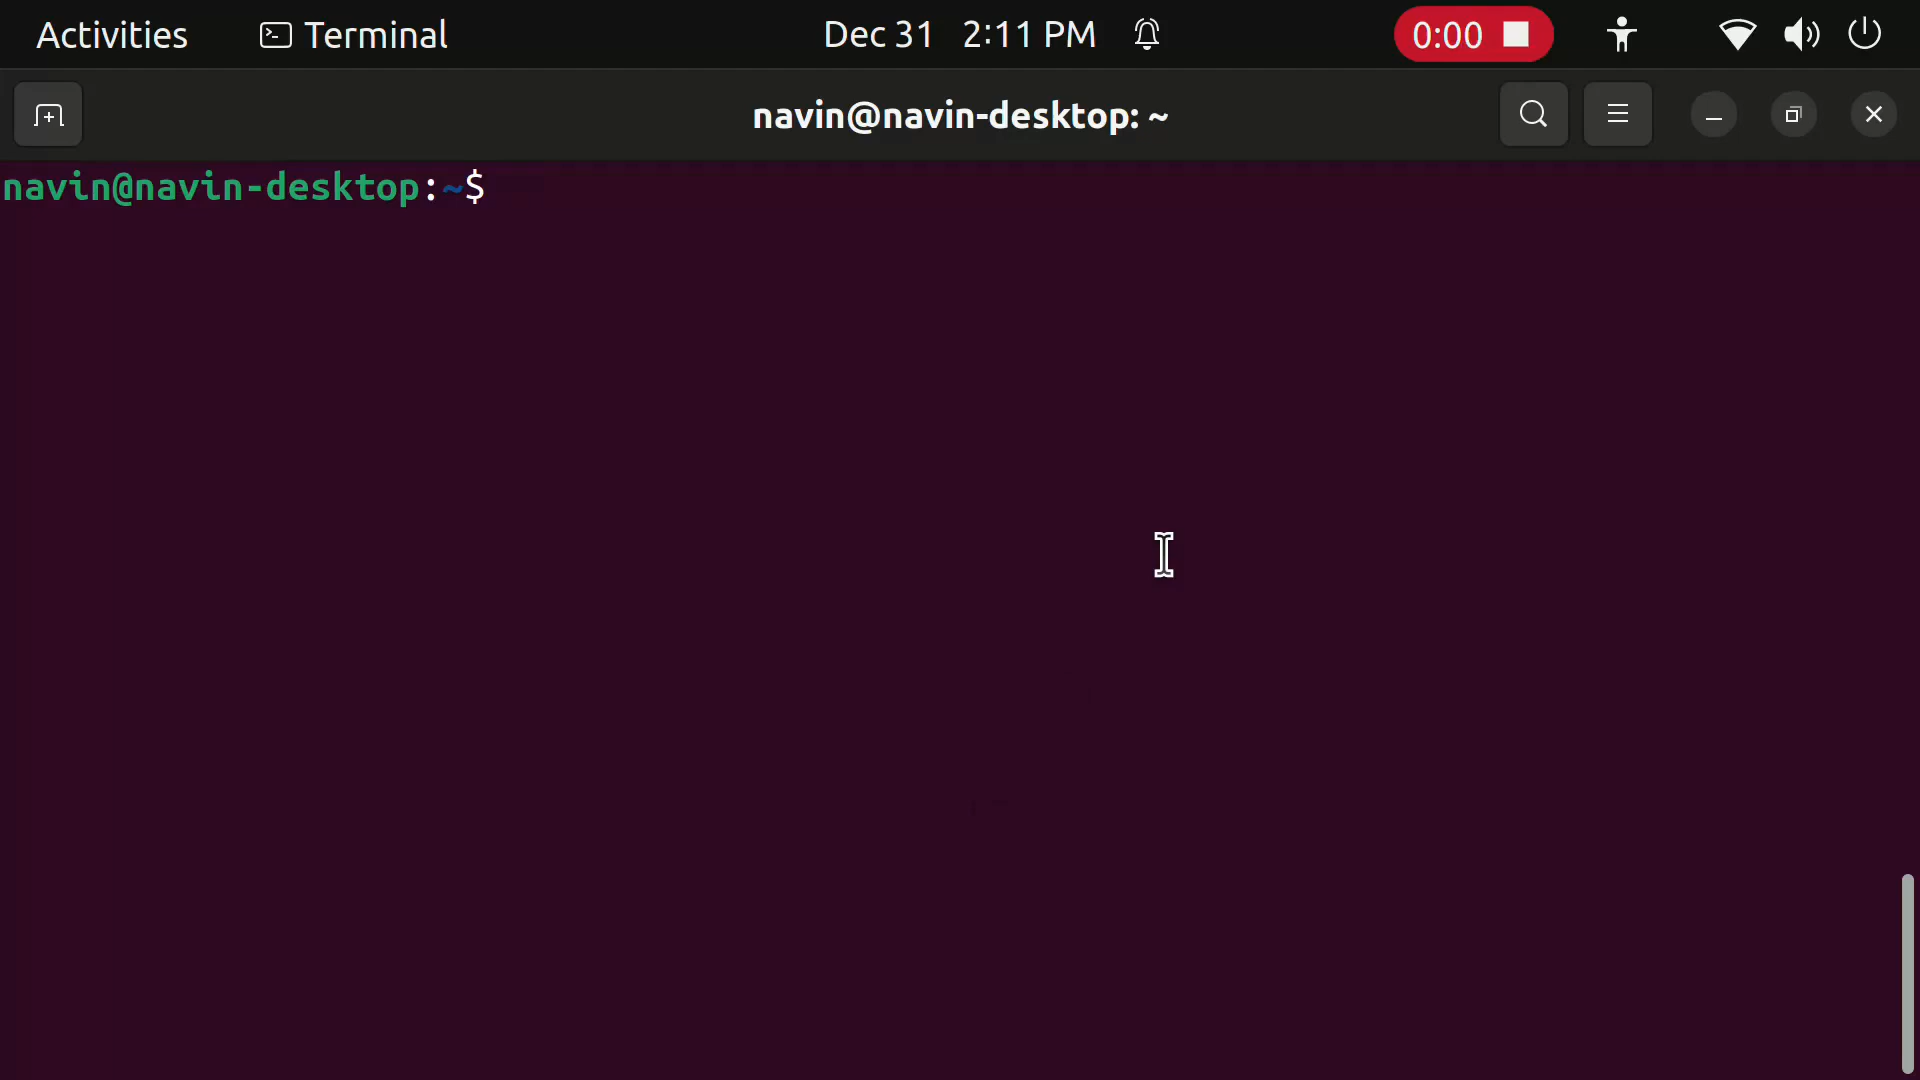 Activities Terminal Dec 31 2:11 PM 0:00
navin@navin-desktop: ~
navin@navin-desktop:~$